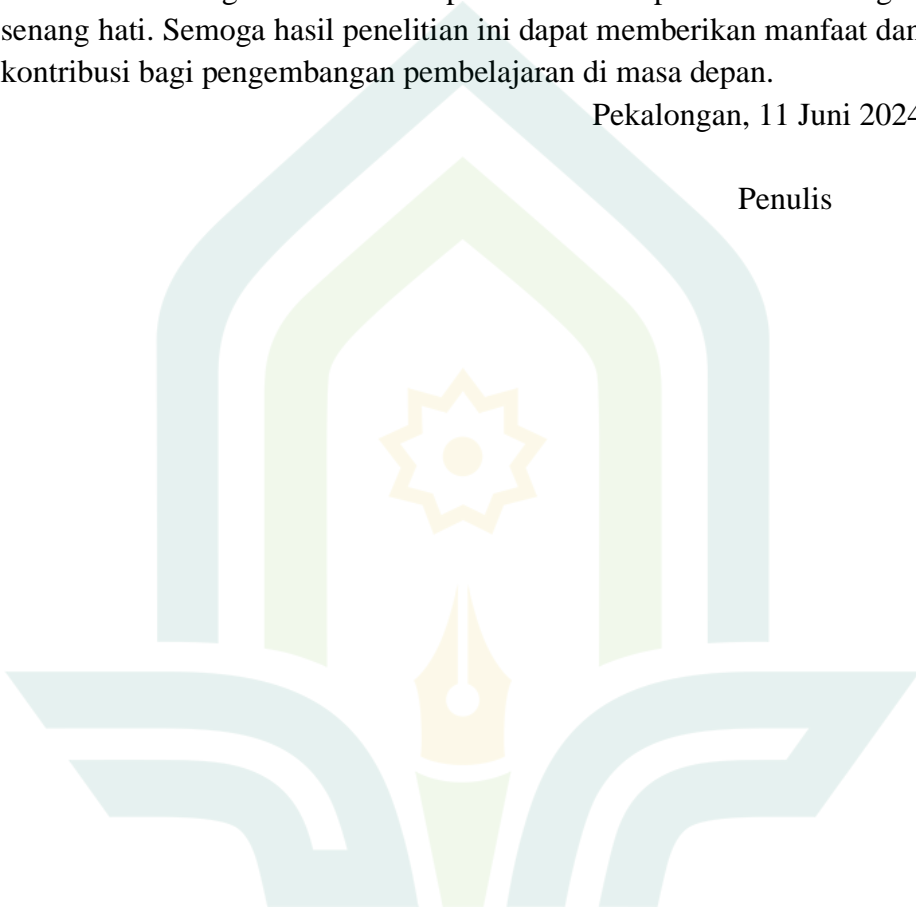 senang hati. Semoga hasil penelitian ini dapat memberikan manfaat dan
kontribusi bagi pengembangan pembelajaran di masa depan.
Pekalongan, 11 Juni 2024
Penulis